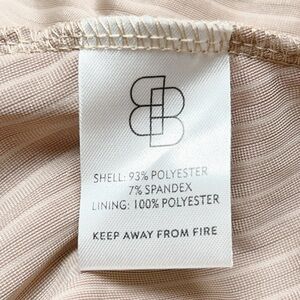 SHELL: 93% POLYESTER
7% SPANDEX
LINING: 100% POLYESTER
KEEP AWAY FROM FIRE